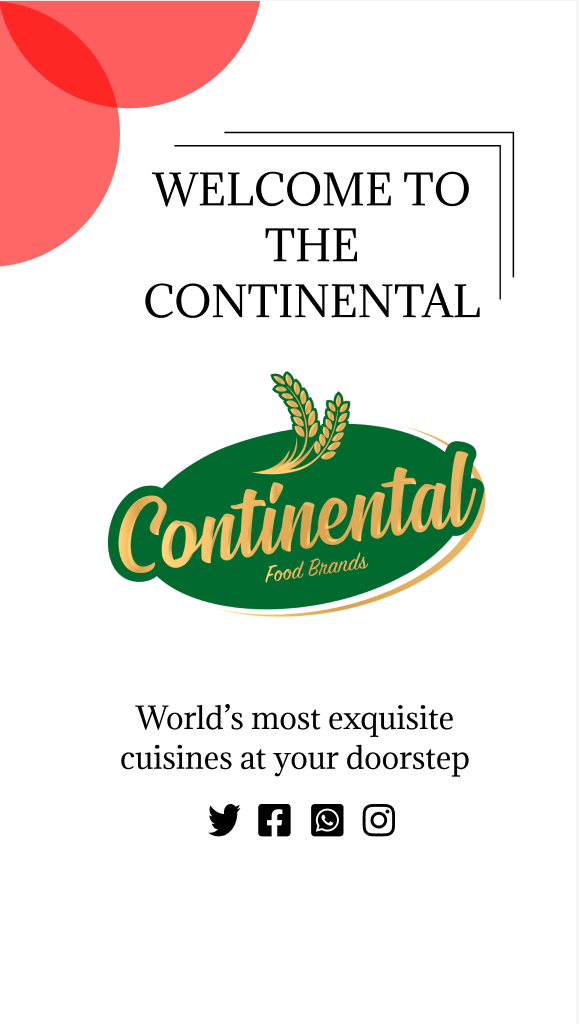 WELCOME TO
THE
CONTINENTAL
Continental
Food Brands
World’s most exquisite
cuisines at your doorstep